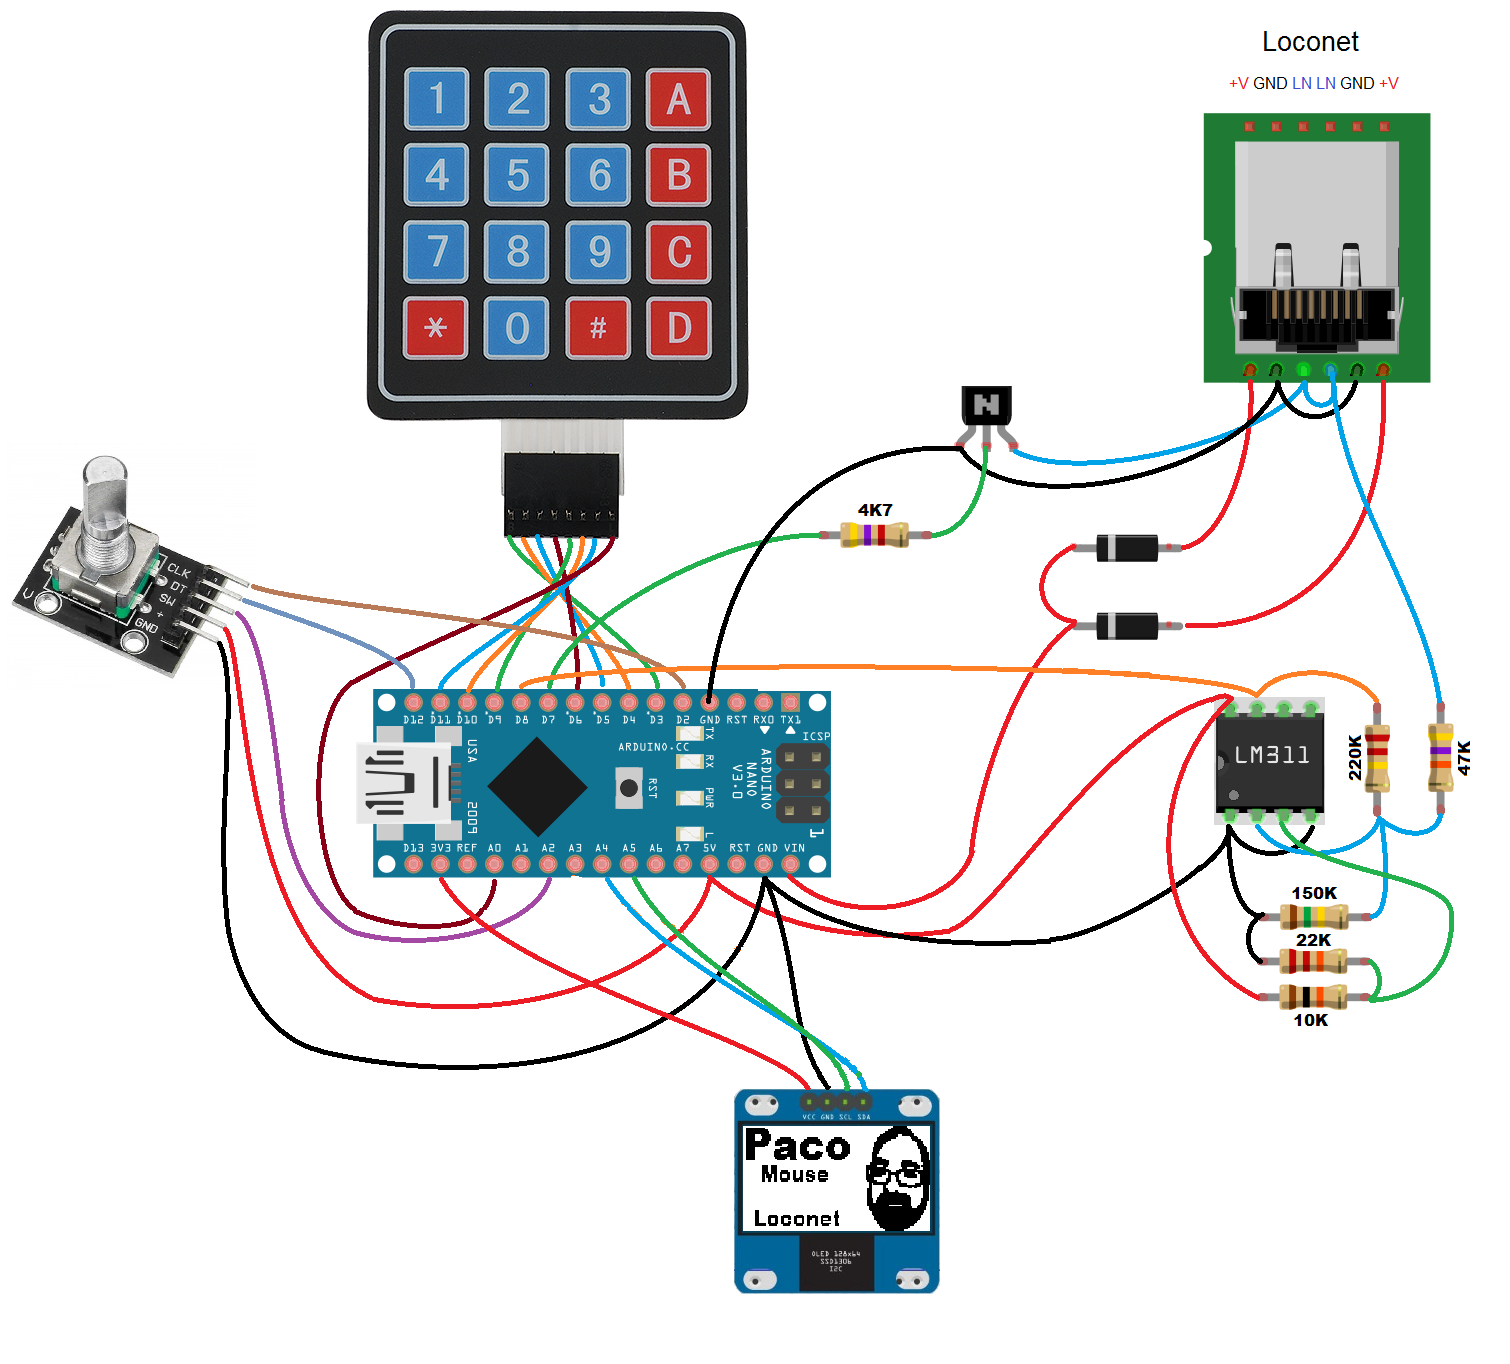 Loconet
+V GND LN LN GND +V
1 2 3 A
4 5 6 B
7 8 9 C
* 0 # D
N
4K7
CLK
DT
SW
+
GND
V
D12 D11 D10 D9 D8 D7 D6 D5 D4 D3 D2 GND RST RX0 TX1
TX
RX
PWR
L
ARDUINO.CC
RST
ICSP
ARDUINO
NANO
V3.0
1
USA
2009
D13 3V3 REF A0 A1 A2 A3 A4 A5 A6 A7 5V RST GND VIN
LM311
220K
47K
150K
22K
10K
VCC GND SCL SDA
Paco
Mouse
Loconet
OLED 128x64
SSD1306
I2C